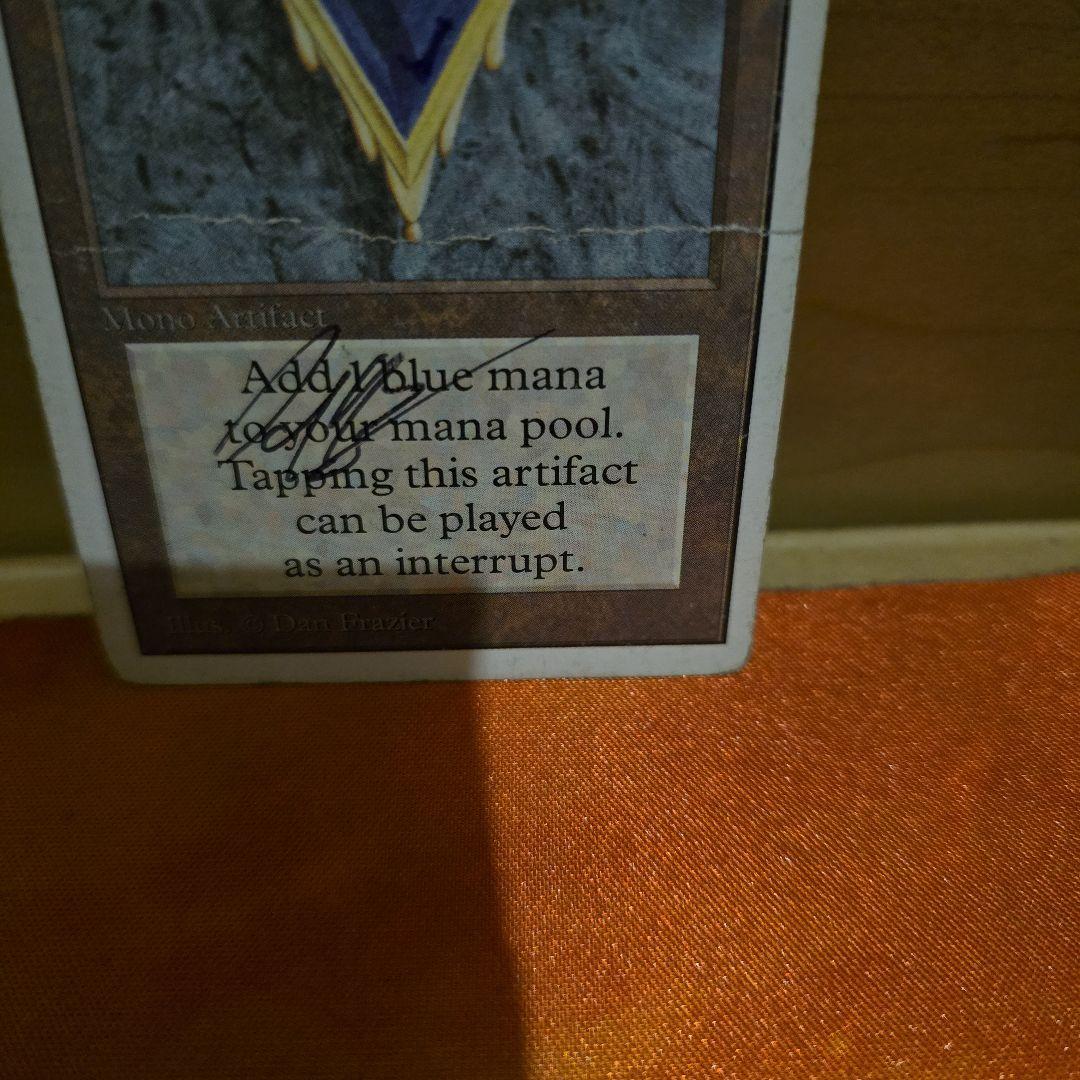 Mono Artifact
Add 1 blue mana
to your mana pool.
Tapping this artifact
can be played
as an interrupt.
Illus. © Dan Frazier